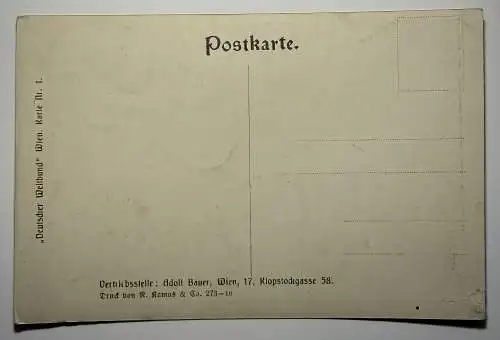 Postkarte.
„Deutscher Weltbund“ Wien. Karte Nr. 1.
Vertriebsstelle: Adolf Bauer, Wien, 17, Klopstockgasse 58.
Druck von R. Kamus & Co. 273—10